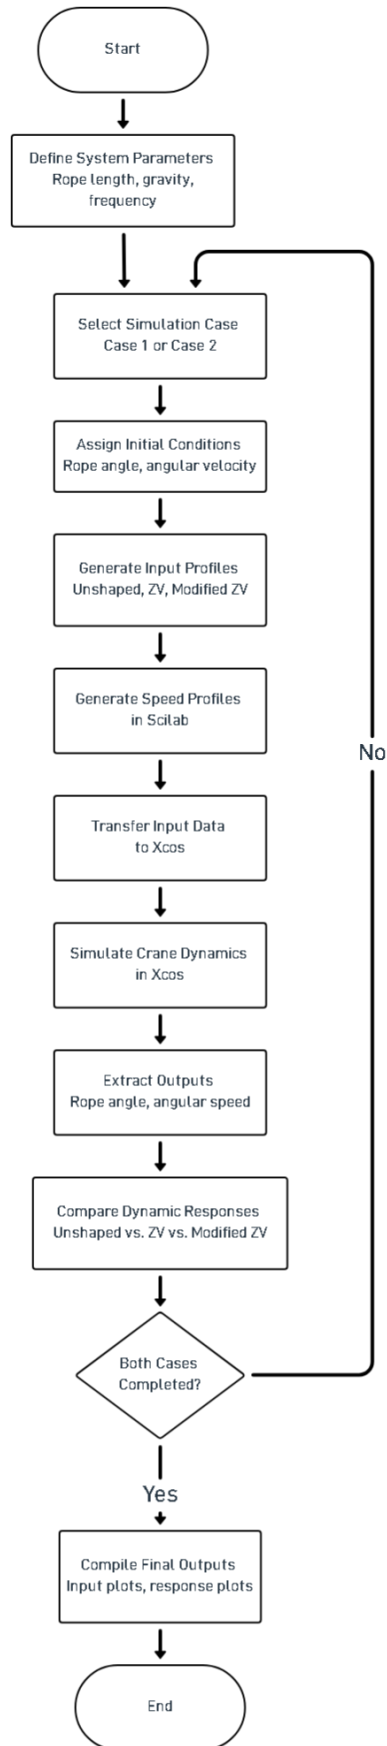 Start
Define System Parameters
Rope length, gravity,
frequency
Select Simulation Case
Case 1 or Case 2
Assign Initial Conditions
Rope angle, angular velocity
Generate Input Profiles
Unshaped, ZV, Modified ZV
Generate Speed Profiles
in Scilab
No
Transfer Input Data
to Xcos
Simulate Crane Dynamics
in Xcos
Extract Outputs
Rope angle, angular speed
Compare Dynamic Responses
Unshaped vs. ZV vs. Modified ZV
Both Cases
Completed?
Yes
Compile Final Outputs
Input plots, response plots
End